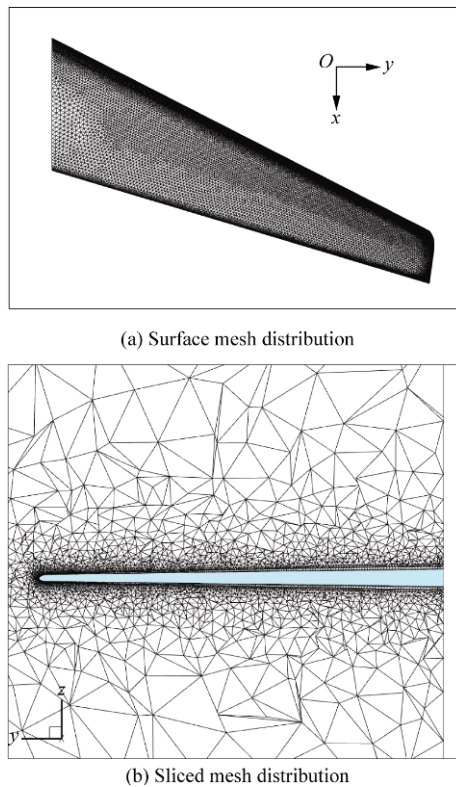 O
y
x
(a) Surface mesh distribution
z
y
(b) Sliced mesh distribution